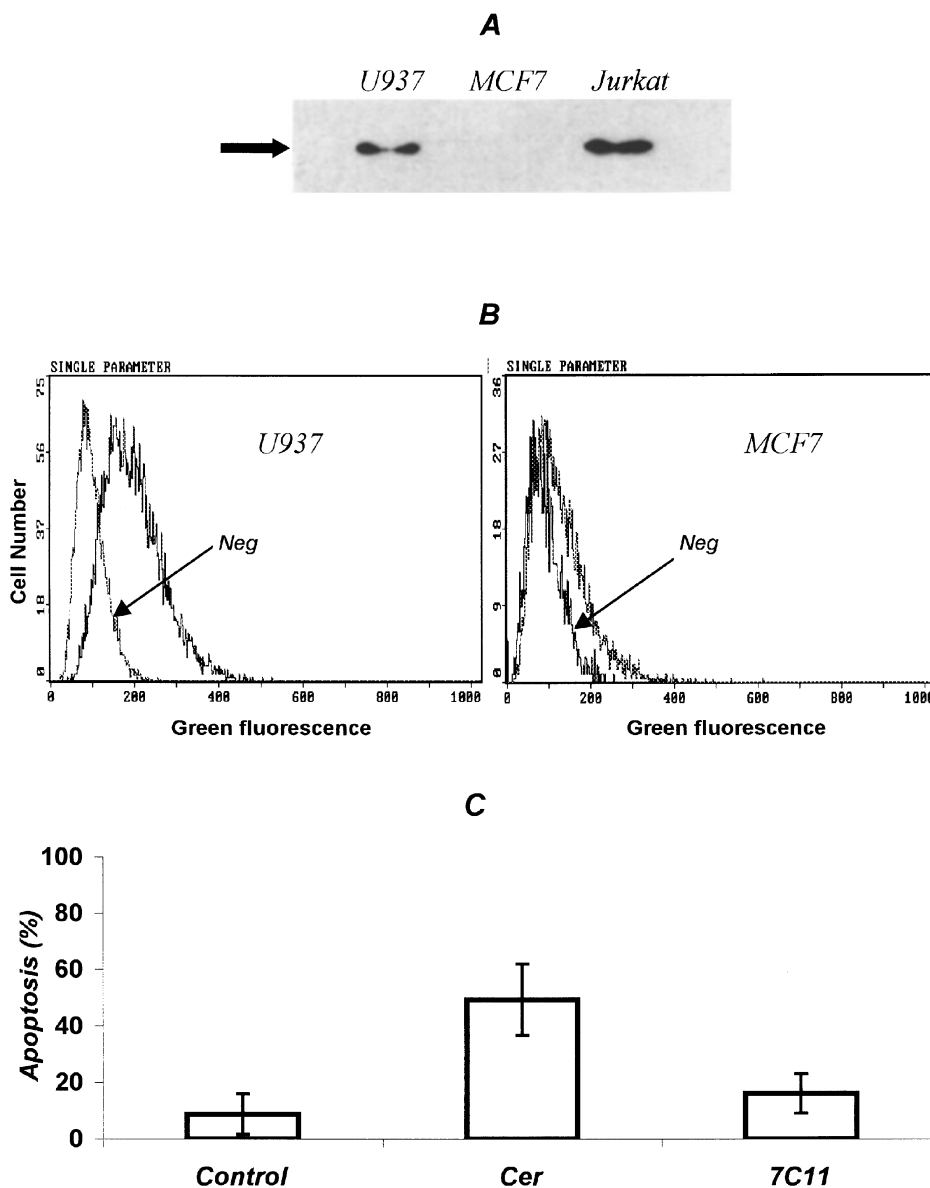 A
U937 MCF7 Jurkat
B
SINGLE PARAMETER SINGLE PARAMETER
75 36
56 27
37 18
18 9
0 0
U937 MCF7
Neg Neg
Cell Number
0 200 400 600 800 1000 0 200 400 600 800 1000
Green fluorescence Green fluorescence
C
100
80
60
40
20
0
Apoptosis (%)
Control Cer 7C11